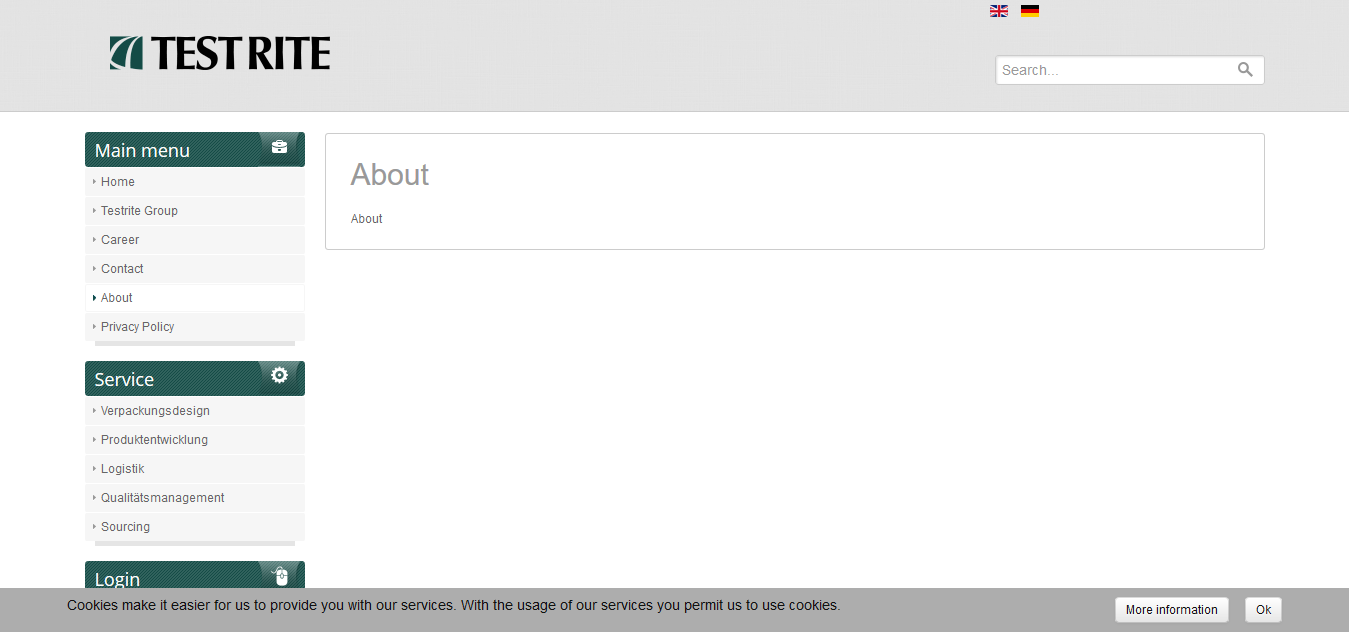 TEST RITE
Search...
Main menu
Home
Testrite Group
Career
Contact
About
Privacy Policy
Service
Verpackungsdesign
Produktentwicklung
Logistik
Qualitätsmanagement
Sourcing
Login
About
About
Cookies make it easier for us to provide you with our services. With the usage of our services you permit us to use cookies.
More information
Ok